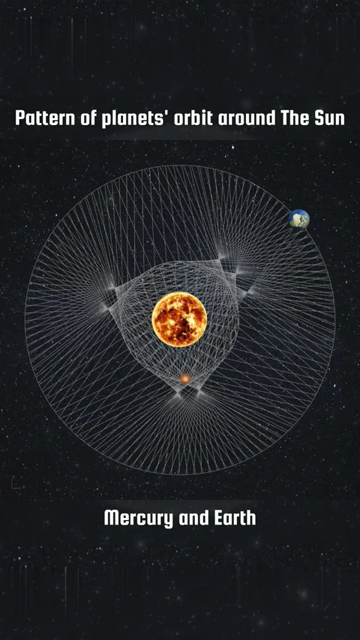 Pattern of planets' orbit around The Sun
Mercury and Earth